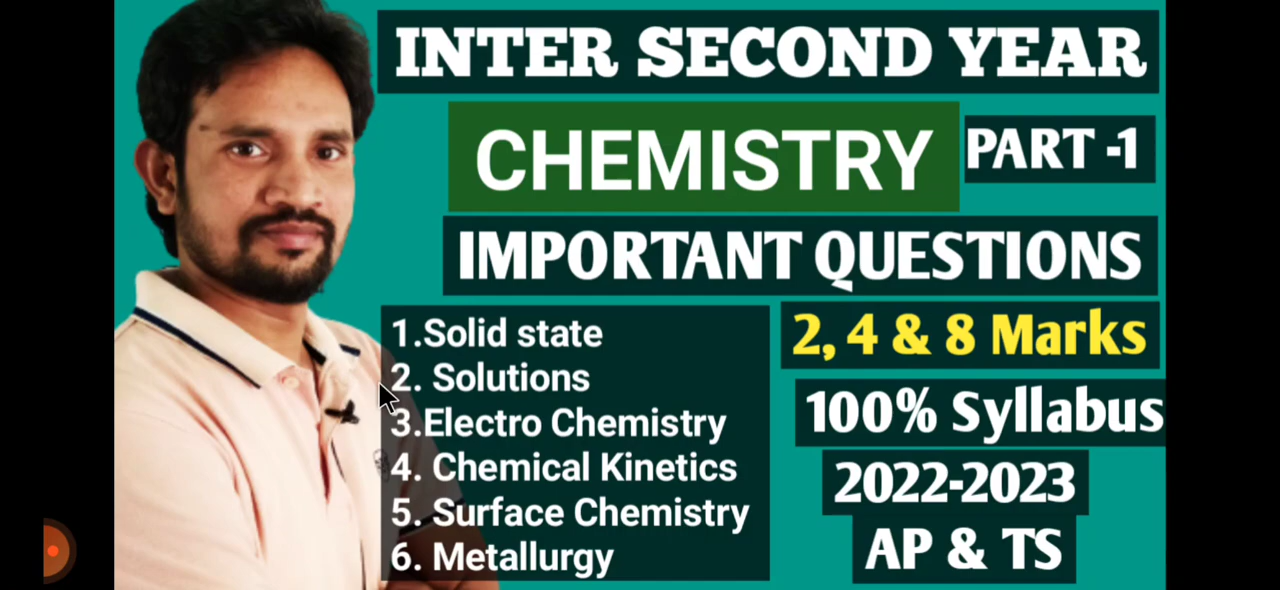 INTER SECOND YEAR
CHEMISTRY
PART -1
IMPORTANT QUESTIONS
1.Solid state
2. Solutions
3.Electro Chemistry
4. Chemical Kinetics
5. Surface Chemistry
6. Metallurgy
2, 4 & 8 Marks
100% Syllabus
2022-2023
AP & TS